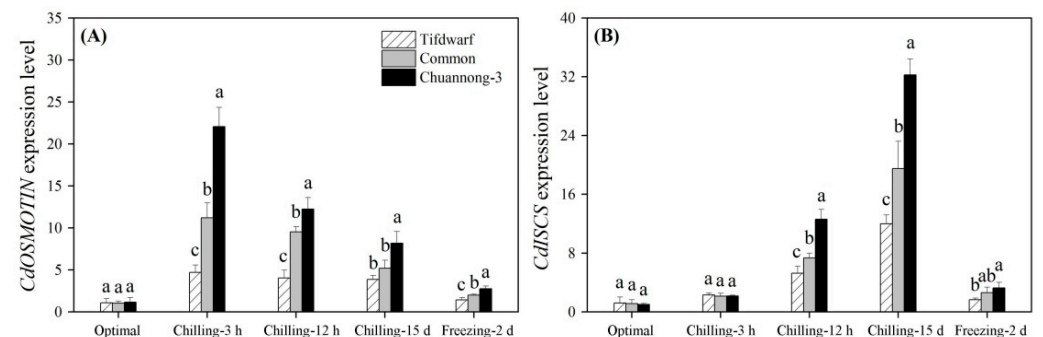 (A)
CdOSMOTIN expression level
35
30
25
20
15
10
5
0
Tifdwarf
Common
Chuannong-3
a a a
c b a
c b a
b b a
c b a
Optimal Chilling-3 h Chilling-12 h Chilling-15 d Freezing-2 d
(B)
CdISCS expression level
40
32
24
16
8
0
a a a
a a a
c b a
c b a
b ab a
Optimal Chilling-3 h Chilling-12 h Chilling-15 d Freezing-2 d